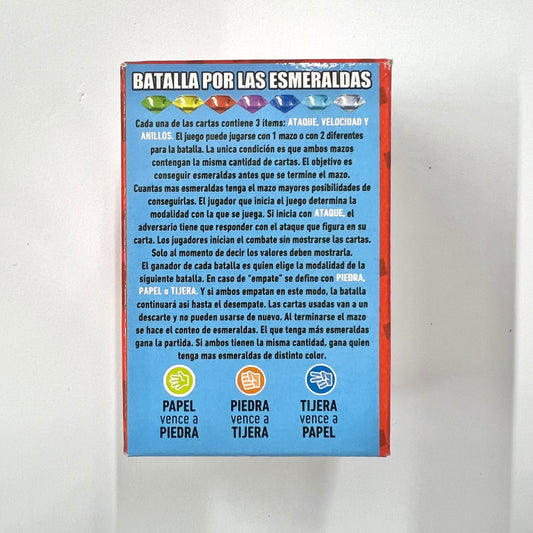 BATALLA POR LAS ESMERALDAS
Cada una de las cartas contiene 3 items: ATAQUE, VELOCIDAD Y
ANILLOS. El juego puede jugarse con 1 mazo o con 2 diferentes
para la batalla. La unica condición es que ambos mazos
contengan la misma cantidad de cartas. El objetivo es
conseguir esmeraldas antes que se termine el mazo.
Cuantas mas esmeraldas tenga el mazo mayores posibilidades de
conseguirlas. El jugador que inicia el juego determina la
modalidad con la que se juega. Si inicia con ATAQUE, el
adversario tiene que responder con el ataque que figura en su
carta. Los jugadores inician el combate sin mostrarse las cartas.
Solo al momento de decir los valores deben mostrarla.
El ganador de cada batalla es quien elige la modalidad de la
siguiente batalla. En caso de "empate" se define con PIEDRA,
PAPEL o TIJERA. Y si ambos empatan en este modo, la batalla
continuará asi hasta el desempate. Las cartas usadas van a un
descarte y no pueden usarse de nuevo. Al terminarse el mazo
se hace el conteo de esmeraldas. El que tenga más esmeraldas
gana la partida. Si ambos tienen la misma cantidad, gana quien
tenga mas esmeraldas de distinto color.
PAPEL
vence a
PIEDRA
PIEDRA
vence a
TIJERA
TIJERA
vence a
PAPEL